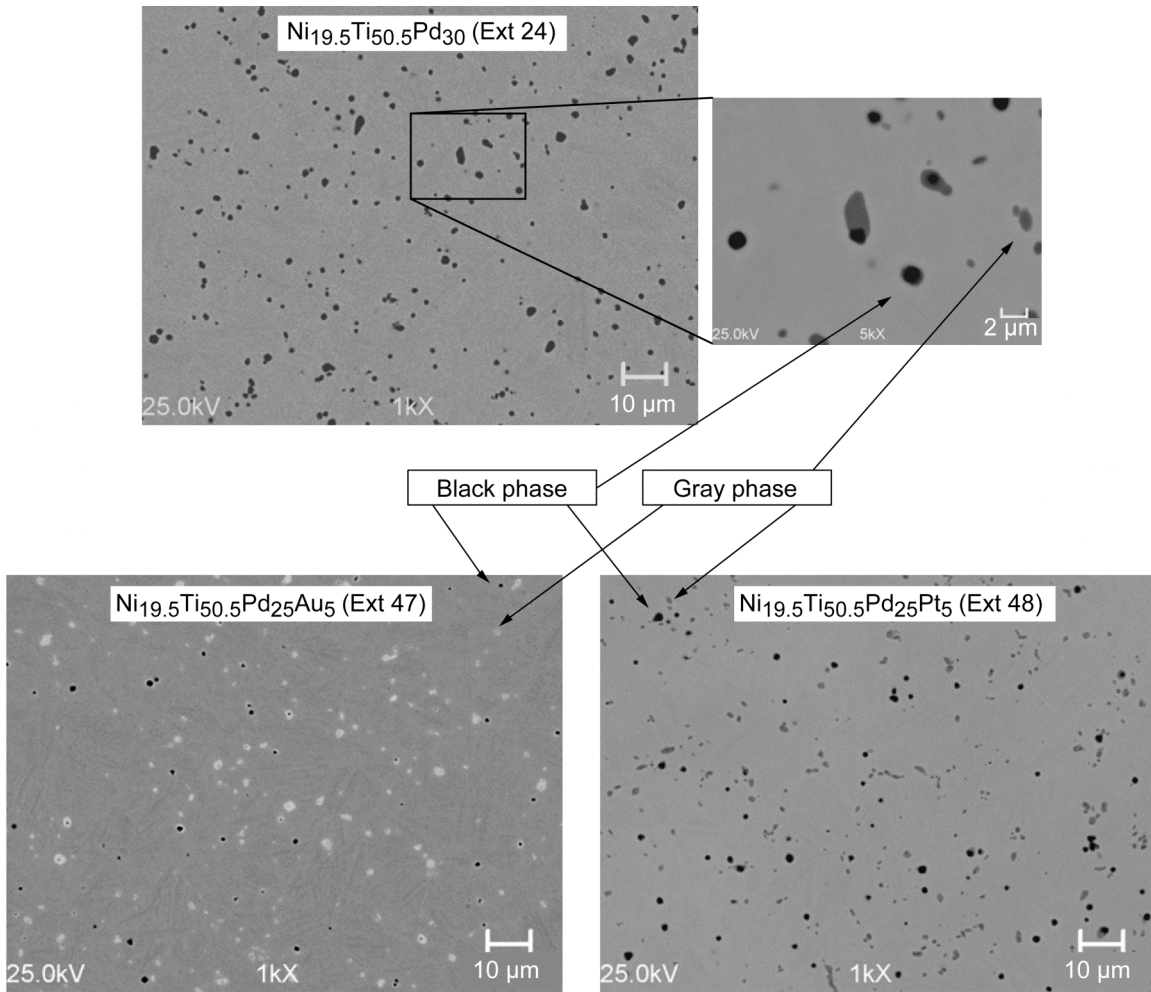 Ni19.5Ti50.5Pd30 (Ext 24)
25.0kV 1kX 10 µm
25.0kV 5kX 2 µm
Black phase
Gray phase
Ni19.5Ti50.5Pd25Au5 (Ext 47)
25.0kV 1kX 10 µm
Ni19.5Ti50.5Pd25Pt5 (Ext 48)
25.0kV 1kX 10 µm